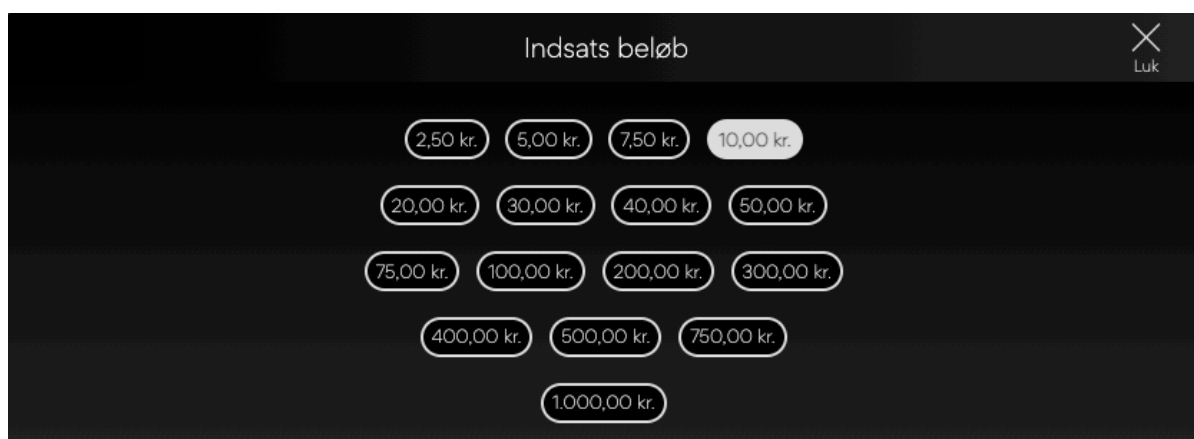 Indsats beløb
Luk
2,50 kr. 5,00 kr. 7,50 kr. 10,00 kr.
20,00 kr. 30,00 kr. 40,00 kr. 50,00 kr.
75,00 kr. 100,00 kr. 200,00 kr. 300,00 kr.
400,00 kr. 500,00 kr. 750,00 kr.
1.000,00 kr.